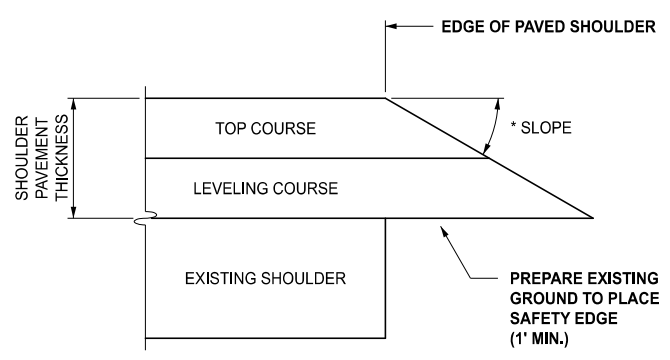 EDGE OF PAVED SHOULDER
SHOULDER
PAVEMENT
THICKNESS
TOP COURSE
* SLOPE
LEVELING COURSE
EXISTING SHOULDER
PREPARE EXISTING
GROUND TO PLACE
SAFETY EDGE
(1' MIN.)